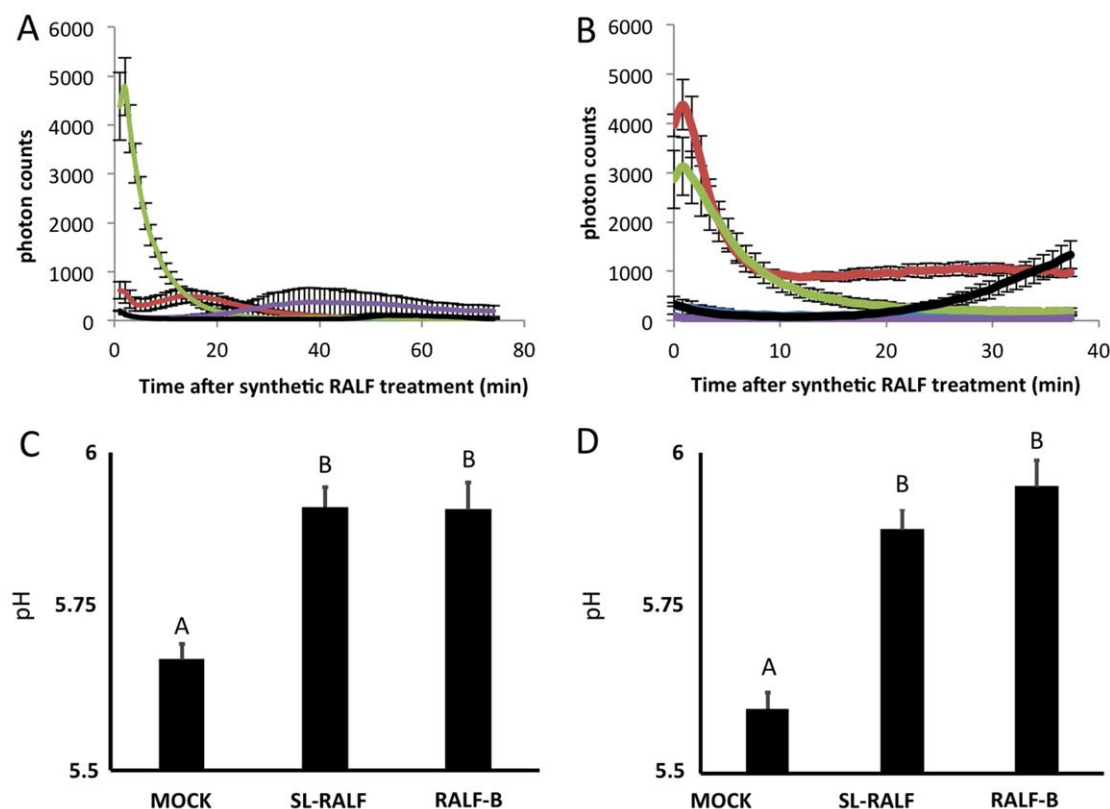 A
6000
5000
4000
3000
2000
1000
0
photon counts
0 20 40 60 80
Time after synthetic RALF treatment (min)
B
6000
5000
4000
3000
2000
1000
0
photon counts
0 10 20 30 40
Time after synthetic RALF treatment (min)
C
6
5.75
5.5
pH
A
B
B
MOCK SL-RALF RALF-B
D
6
5.75
5.5
pH
A
B
B
MOCK SL-RALF RALF-B